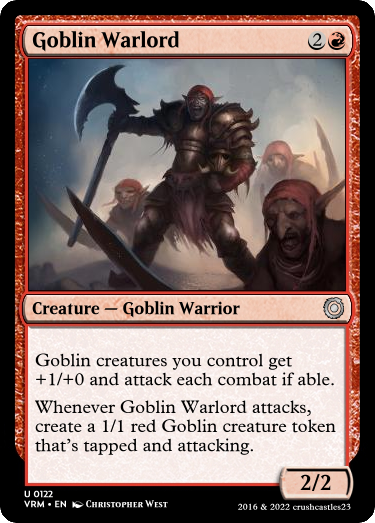 Goblin Warlord 2
Creature — Goblin Warrior
Goblin creatures you control get
+1/+0 and attack each combat if able.
Whenever Goblin Warlord attacks,
create a 1/1 red Goblin creature token
that's tapped and attacking.
2/2
U 0122
VRM • EN Christopher West
2016 & 2022 crushcastles23